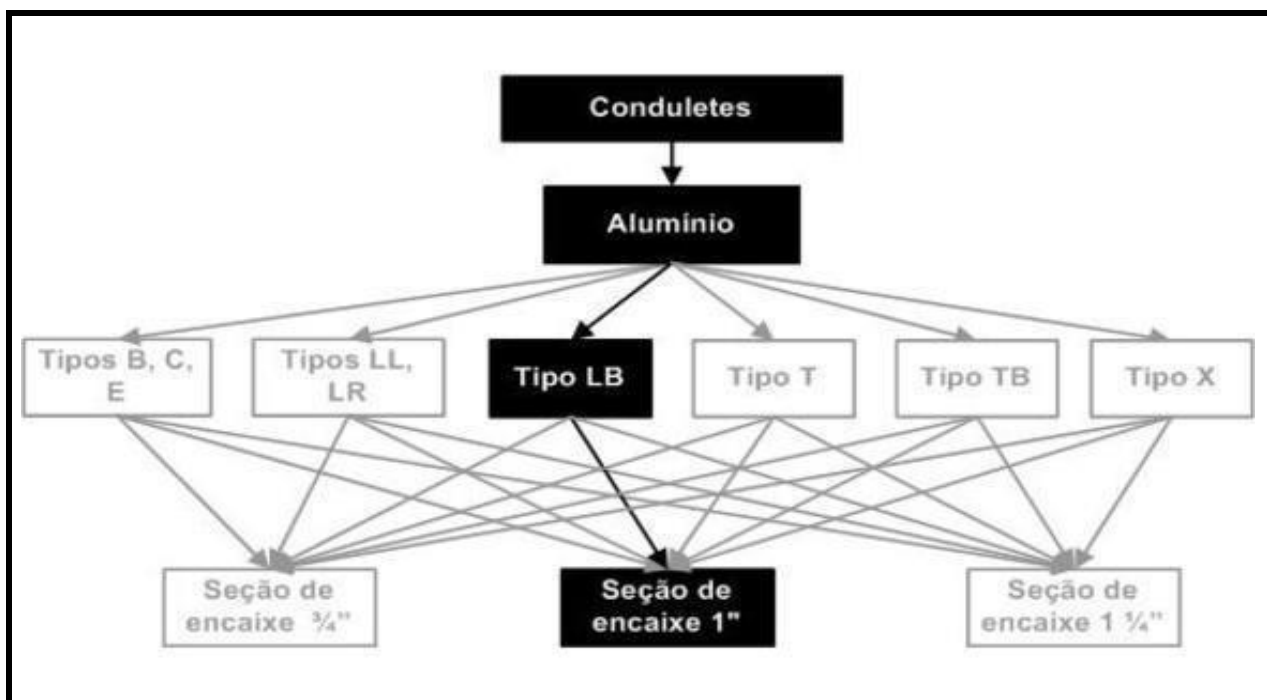 Conduletes
Alumínio
Tipos B, C,
E
Tipos LL,
LR
Tipo LB
Tipo T
Tipo TB
Tipo X
Seção de
encaixe ¾"
Seção de
encaixe 1"
Seção de
encaixe 1 ¼"